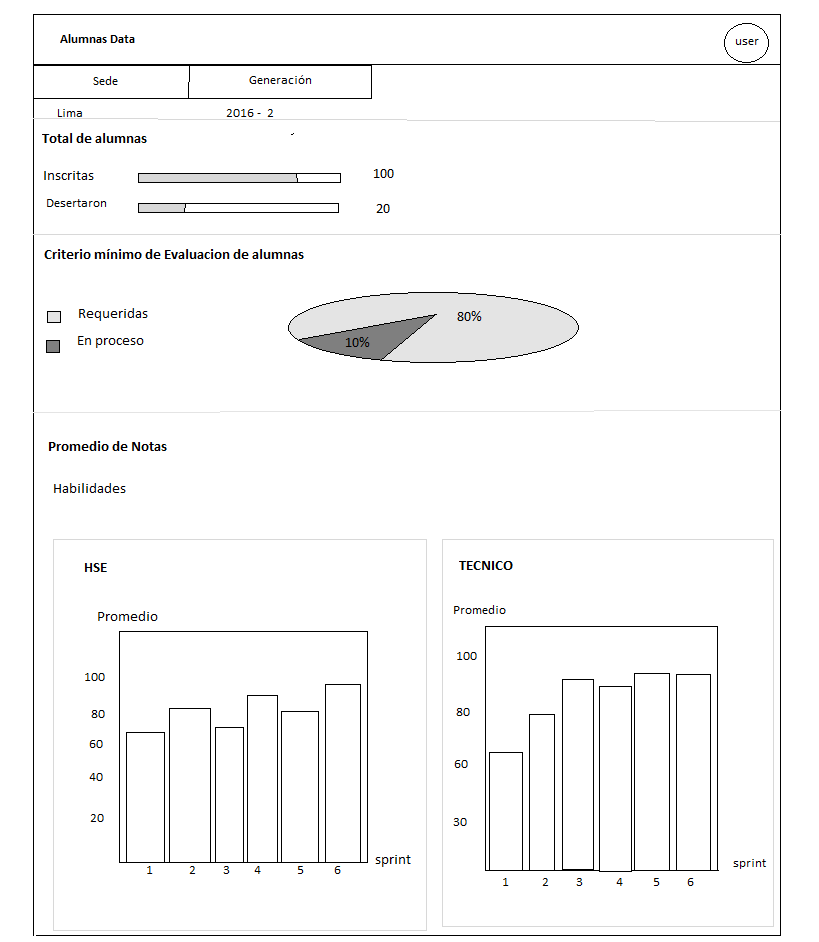 Alumnas Data
user
Sede
Generación
Lima
2016 - 2
Total de alumnas
Inscritas
100
Desertaron
20
Criterio mínimo de Evaluacion de alumnas
Requeridas
En proceso
80%
10%
Promedio de Notas
Habilidades
HSE
Promedio
100
80
60
40
20
1 2 3 4 5 6
sprint
TECNICO
Promedio
100
80
60
30
sprint
1 2 3 4 5 6